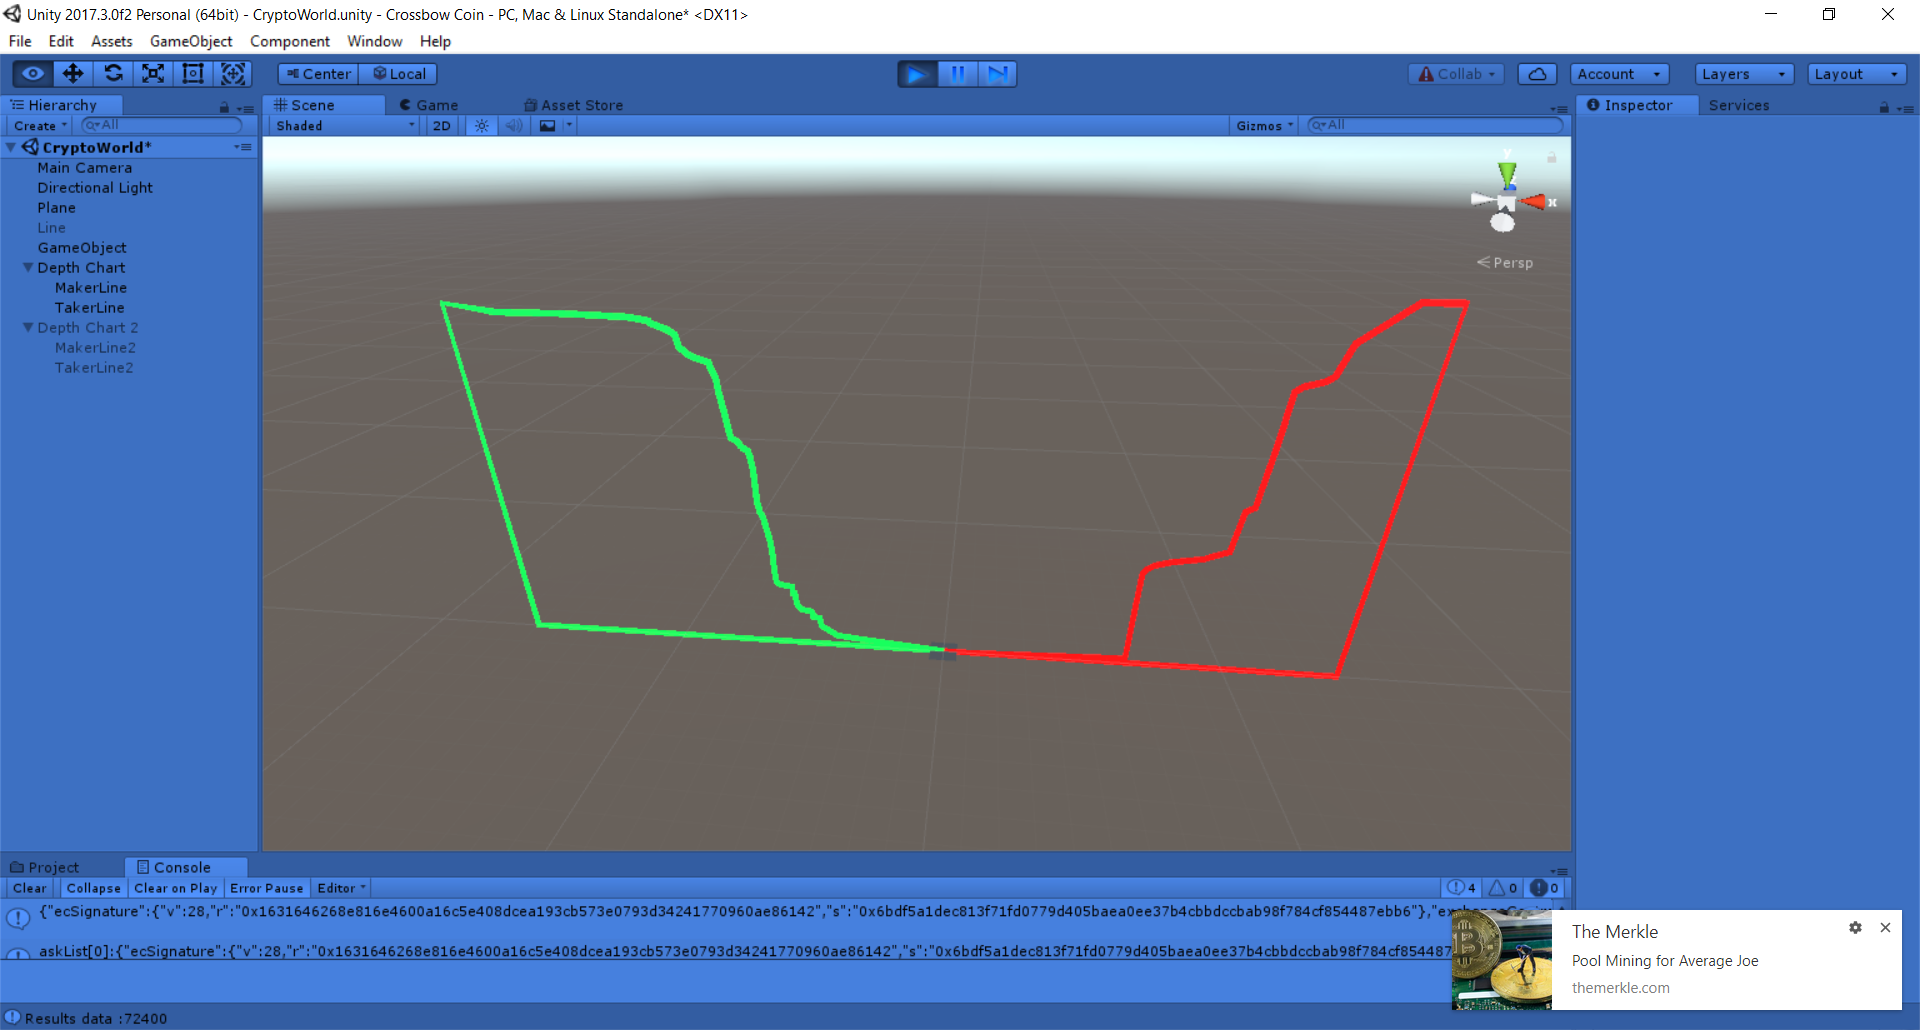 Unity 2017.3.0f2 Personal (64bit) - CryptoWorld.unity - Crossbow Coin - PC, Mac & Linux Standalone* <DX11>
File Edit Assets GameObject Component Window Help
Center Local Collab Account Layers Layout
Hierarchy Scene Game Asset Store Inspector Services
Create All Shaded 2D Gizmos All
CryptoWorld*
Main Camera
Directional Light
Plane
Line
GameObject
Depth Chart
MakerLine
TakerLine
Depth Chart 2
MakerLine2
TakerLine2
y
x
Persp
Project Console
Clear Collapse Clear on Play Error Pause Editor 4 0 0
{"ecSignature":{"v":28,"r":"0x1631646268e816e4600a16c5e408dcea193cb573e0793d34241770960ae86142","s":"0x6bdf5a1dec813f71fd0779d405baea0ee37b4cbbdccbab98f784cf854487ebb6"},
askList[0]:{"ecSignature":{"v":28,"r":"0x1631646268e816e4600a16c5e408dcea193cb573e0793d34241770960ae86142","s":"0x6bdf5a1dec813f71fd0779d405baea0ee37b4cbbdccbab98f784cf854487
Results data :72400
The Merkle
Pool Mining for Average Joe
themerkle.com